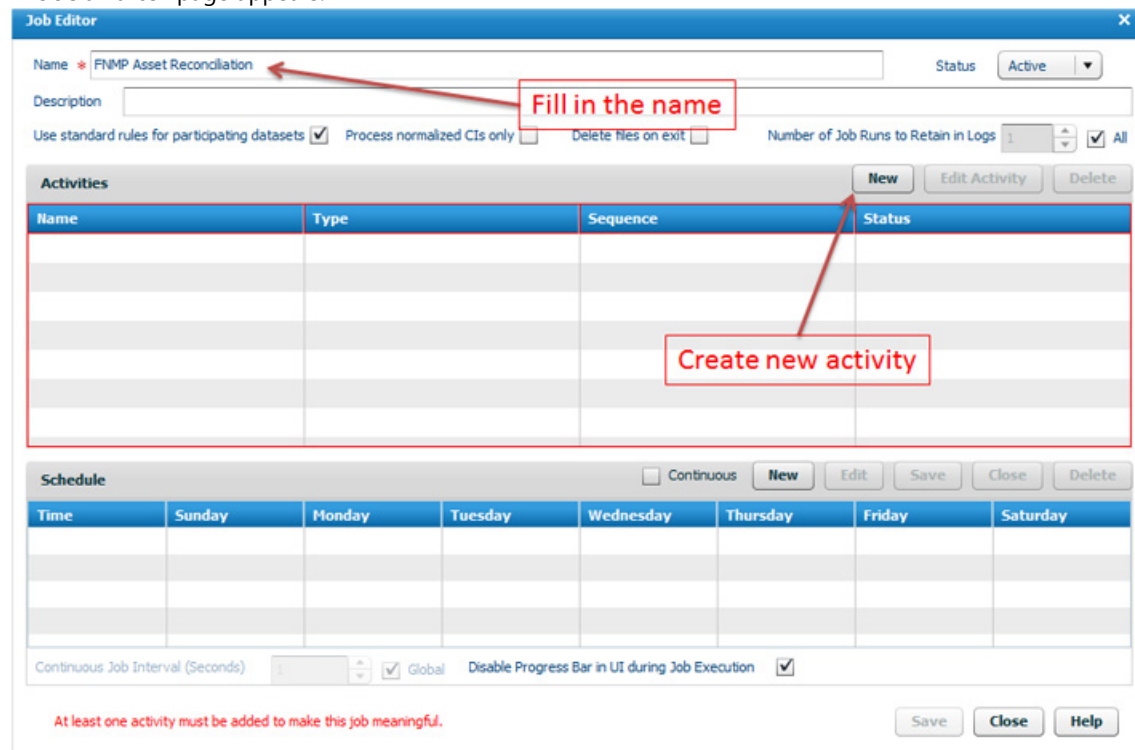 Job Editor
Name * FNMP Asset Reconciliation Status Active
Fill in the name
Description
Use standard rules for participating datasets Process normalized CIs only Delete files on exit Number of Job Runs to Retain in Logs 1 All
Activities New Edit Activity Delete
Name Type Sequence Status
Create new activity
Schedule Continuous New Edit Save Close Delete
Time Sunday Monday Tuesday Wednesday Thursday Friday Saturday
Continuous Job Interval (Seconds) 1 Global Disable Progress Bar in UI during Job Execution
At least one activity must be added to make this job meaningful. Save Close Help